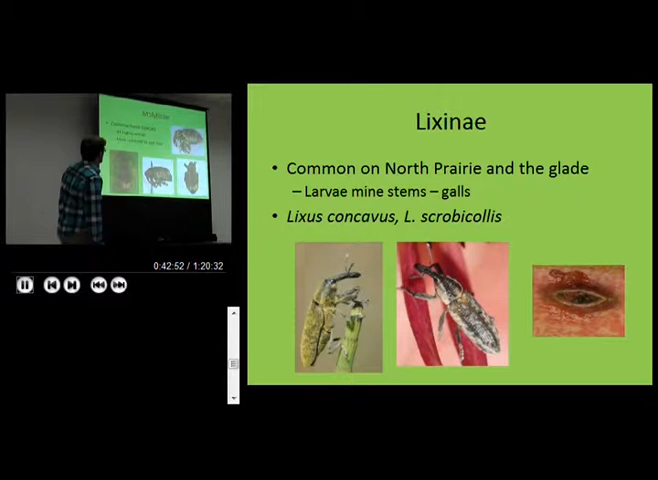 Molytinae
0:42:52 / 1:20:32
Lixinae
• Common on North Prairie and the glade
– Larvae mine stems – galls
• Lixus concavus, L. scrobicollis